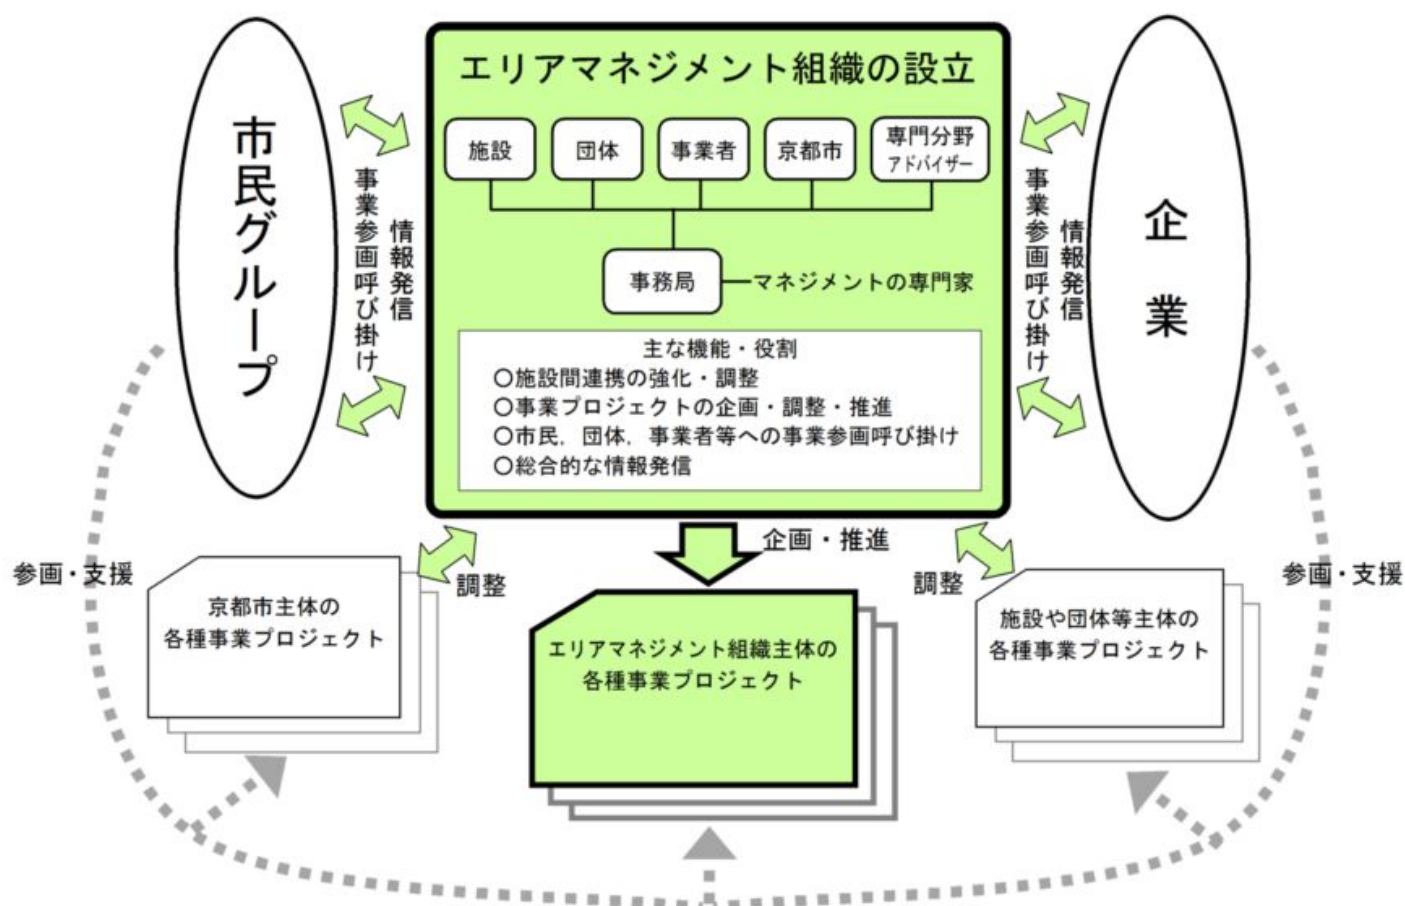 エリアマネジメント組織の設立
施設
団体
事業者
京都市
専門分野
アドバイザー
事務局
マネジメントの専門家
主な機能・役割
○施設間連携の強化・調整
○事業プロジェクトの企画・調整・推進
○市民，団体，事業者等への事業参画呼び掛け
○総合的な情報発信
市民グループ
情報発信
事業参画呼び掛け
企業
情報発信
事業参画呼び掛け
企画・推進
参画・支援
調整
調整
参画・支援
京都市主体の
各種事業プロジェクト
エリアマネジメント組織主体の
各種事業プロジェクト
施設や団体等主体の
各種事業プロジェクト